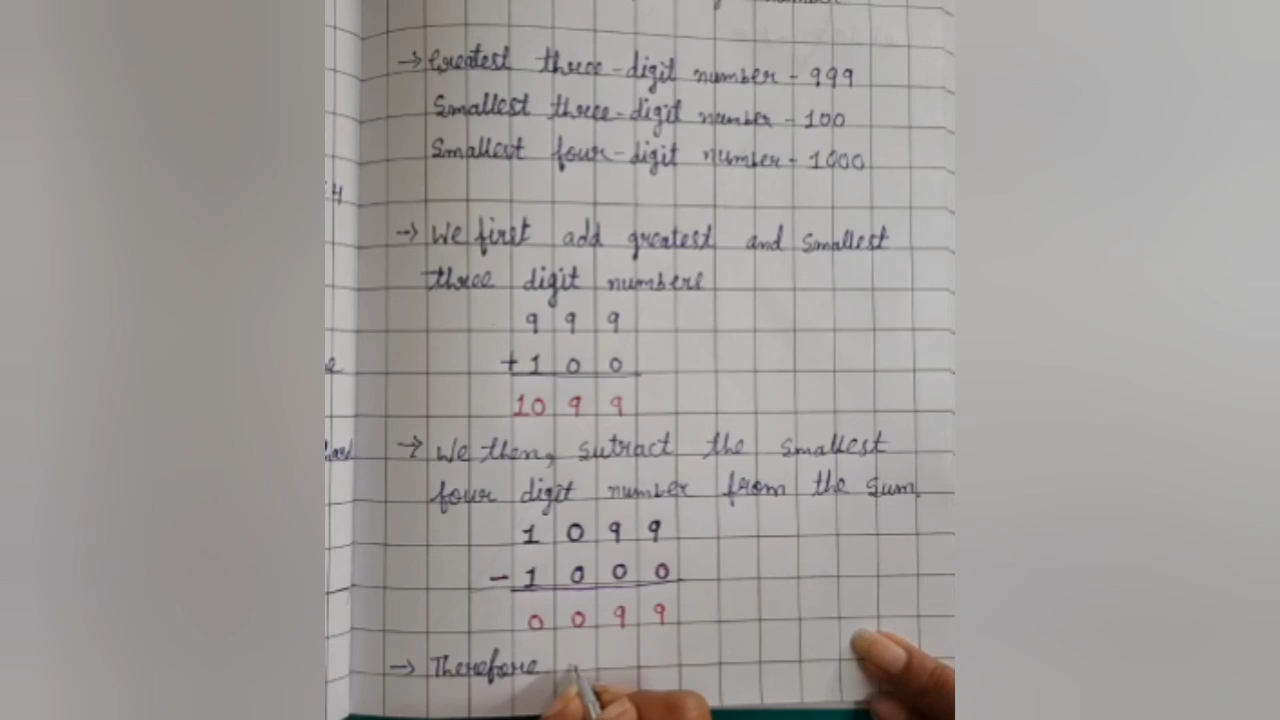 → Greatest three-digit number - 999
Smallest three-digit number - 100
Smallest four-digit number - 1000
→ We first add greatest and smallest
three digit numbers
9 9 9
+ 1 0 0
10 9 9
→ We then, sutract the smallest
four digit number from the sum.
1 0 9 9
- 1 0 0 0
0 0 9 9
→ Therefore